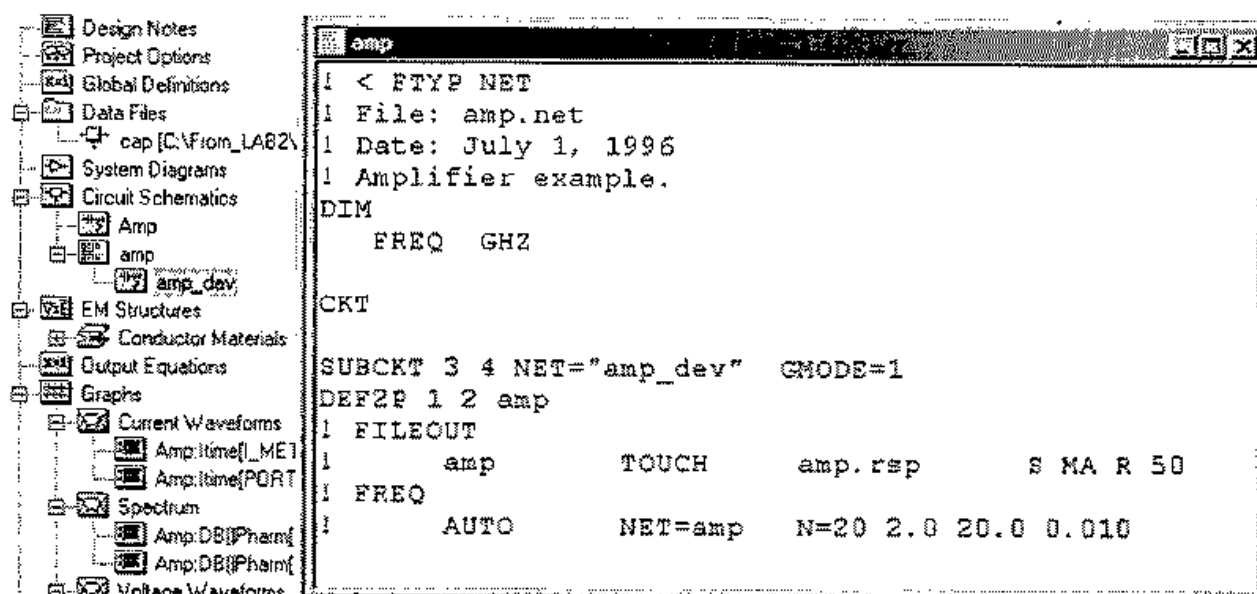 Design Notes
Project Options
Global Definitions
Data Files
cap [C:\From_LAB2\
System Diagrams
Circuit Schematics
Amp
amp
amp_dev
EM Structures
Conductor Materials
Output Equations
Graphs
Current Waveforms
Amp:Itime[I_MET
Amp:Itime[PORT
Spectrum
Amp:DB[|Pharm[
Amp:DB[|Pharm[
Voltage Waveforms
amp
! < FTYP NET
! File: amp.net
! Date: July 1, 1996
! Amplifier example.
DIM
FREQ GHZ
CKT
SUBCKT 3 4 NET="amp_dev" GMODE=1
DEF2P 1 2 amp
! FILEOUT
! amp TOUCH amp.rsp S MA R 50
! FREQ
! AUTO NET=amp N=20 2.0 20.0 0.010